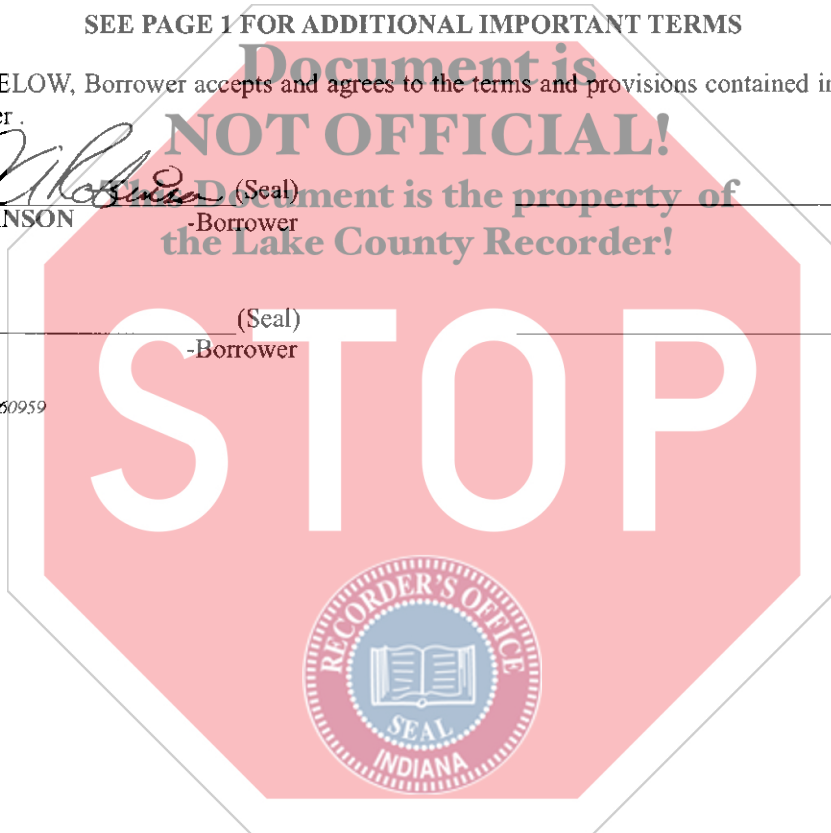 SEE PAGE 1 FOR ADDITIONAL IMPORTANT TERMS
Document is
ELOW, Borrower accepts and agrees to the terms and provisions contained in
er .
NOT OFFICIAL!
(Seal)
This Document is the property of
NSON
-Borrower
the Lake County Recorder!
(Seal)
-Borrower
60959
STOP
RECORDER'S OFFICE
SEAL
INDIANA